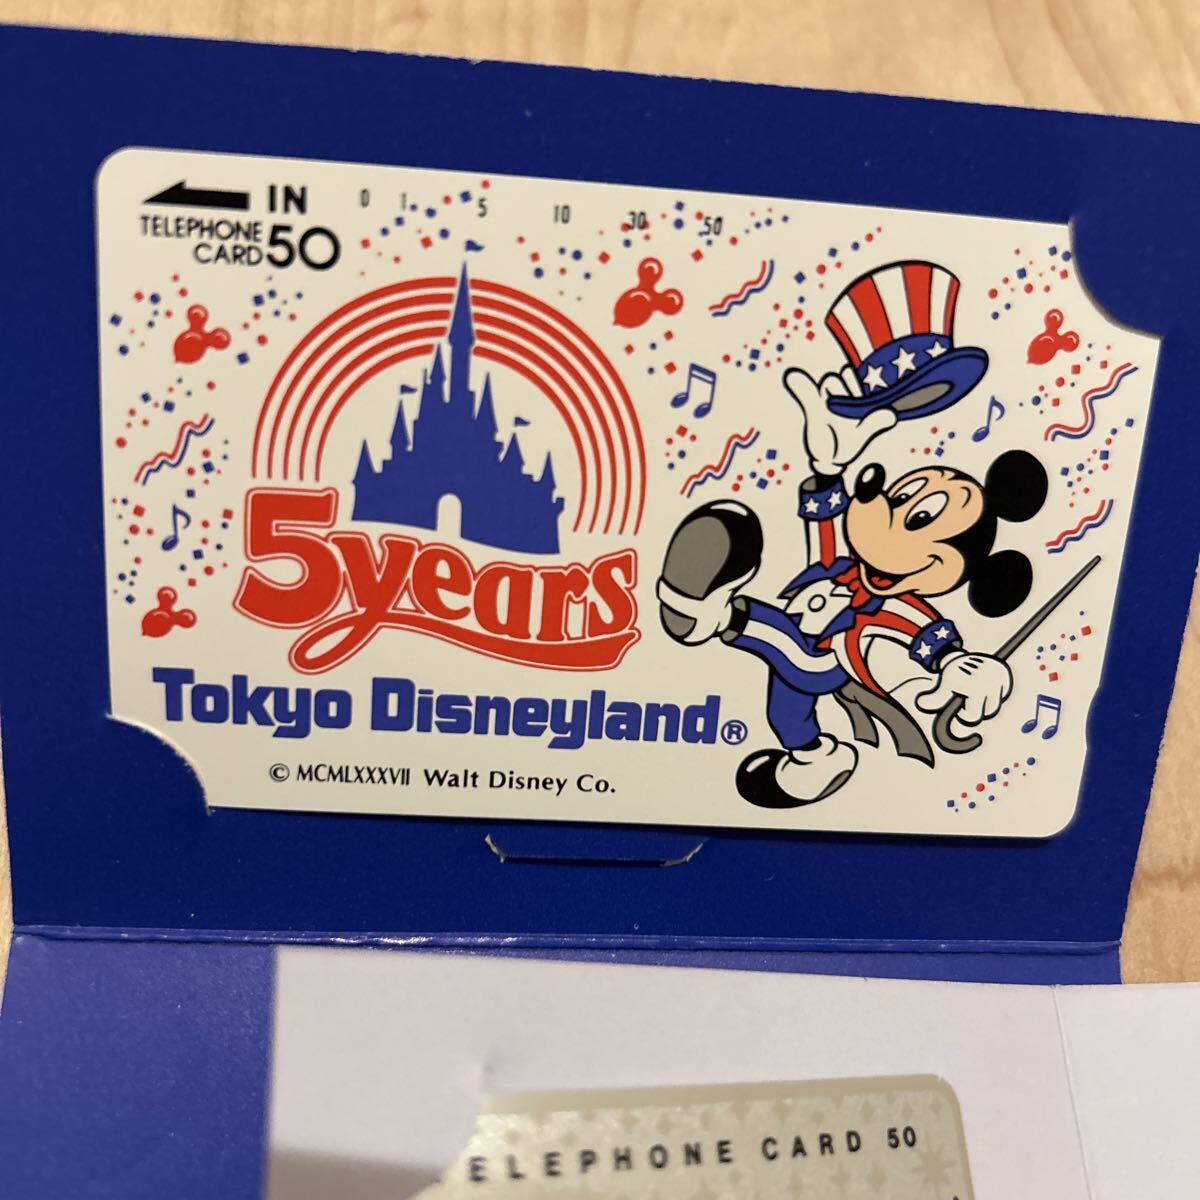 IN
0 1 5 10 30 50
TELEPHONE
CARD 50
5years
Tokyo Disneyland®
© MCMLXXXVII Walt Disney Co.
ELEPHONE CARD 50